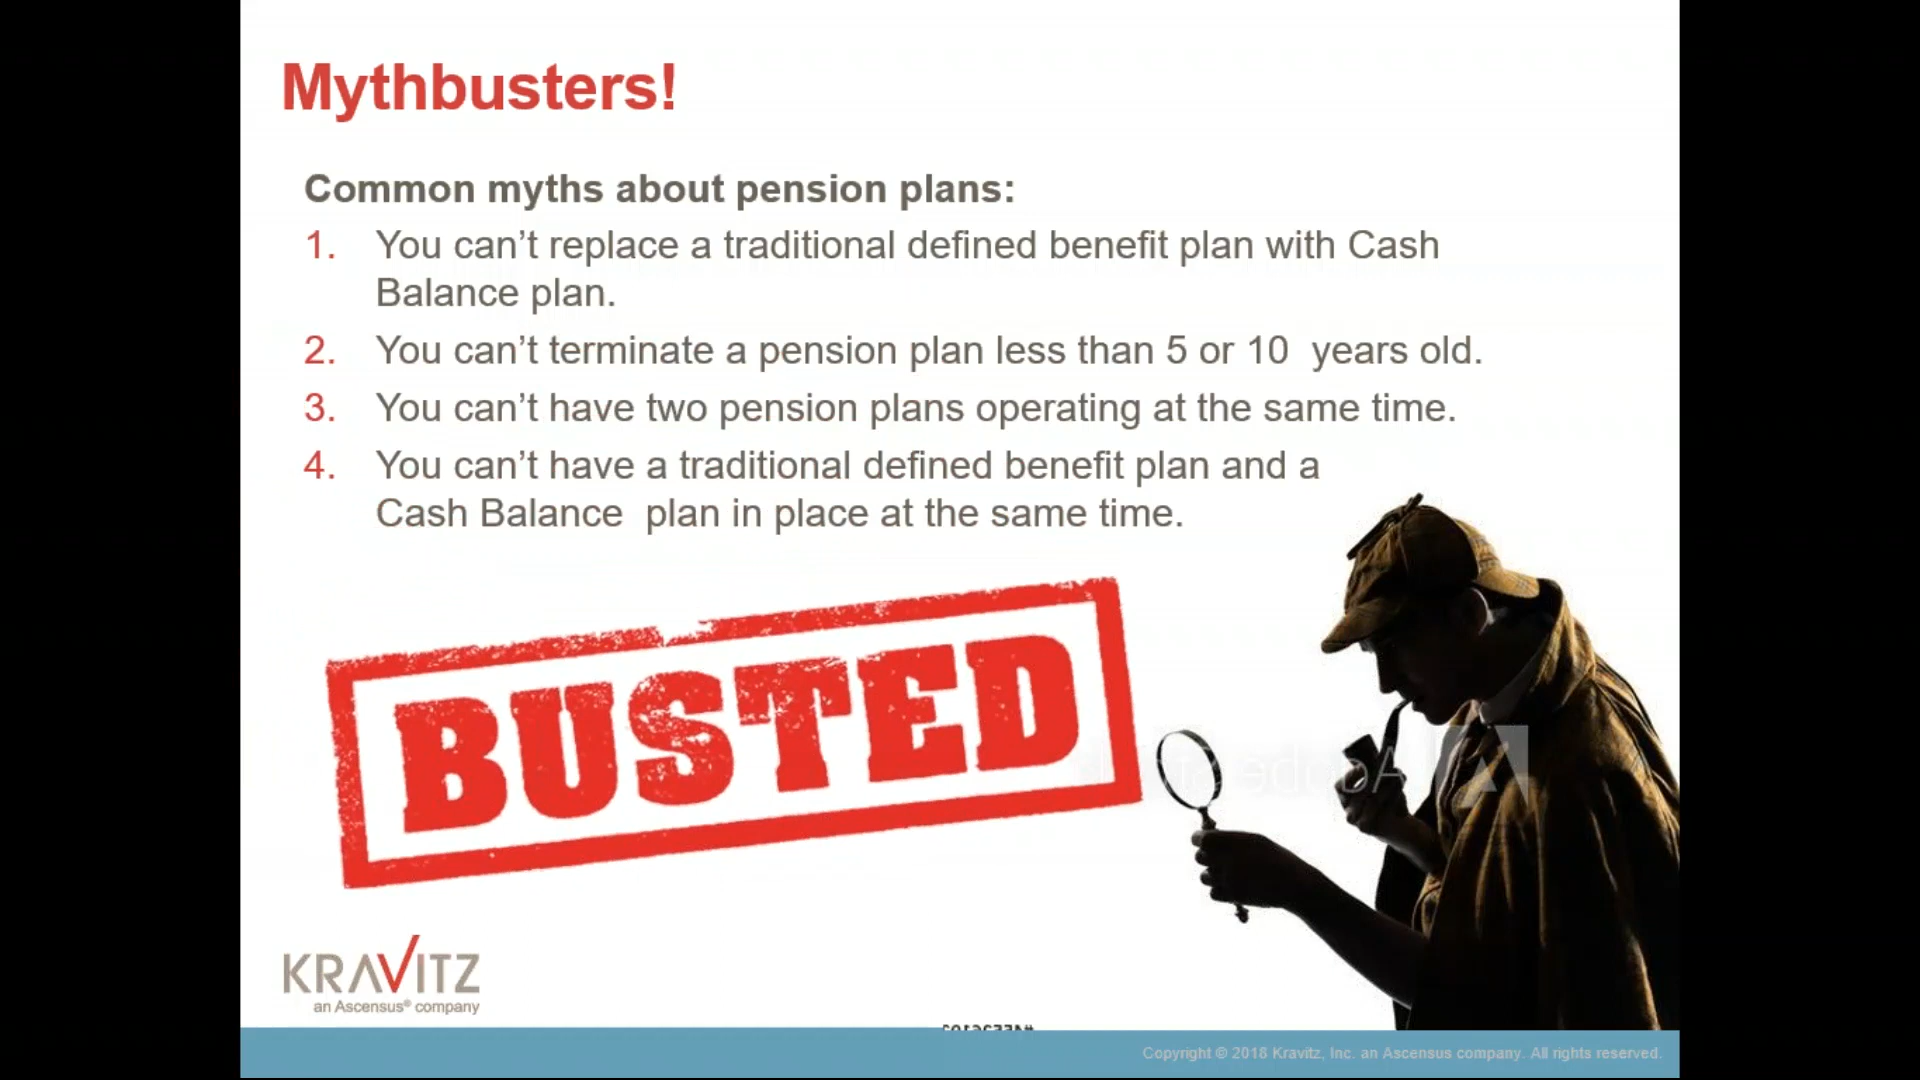 Mythbusters!
Common myths about pension plans:
1. You can’t replace a traditional defined benefit plan with Cash
Balance plan.
2. You can’t terminate a pension plan less than 5 or 10  years old.
3. You can’t have two pension plans operating at the same time.
4. You can’t have a traditional defined benefit plan and a
Cash Balance  plan in place at the same time.
BUSTED
KRAVITZ
an Ascensus® company
Copyright © 2018 Kravitz, Inc. an Ascensus company. All rights reserved.